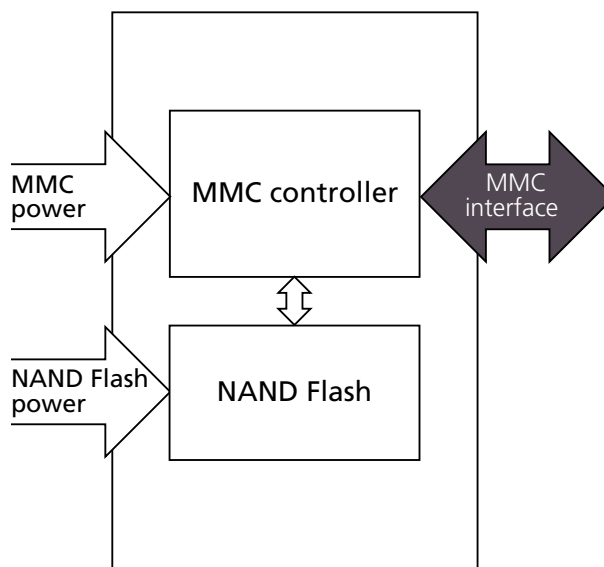 MMC
power
MMC controller
MMC
interface
NAND Flash
power
NAND Flash